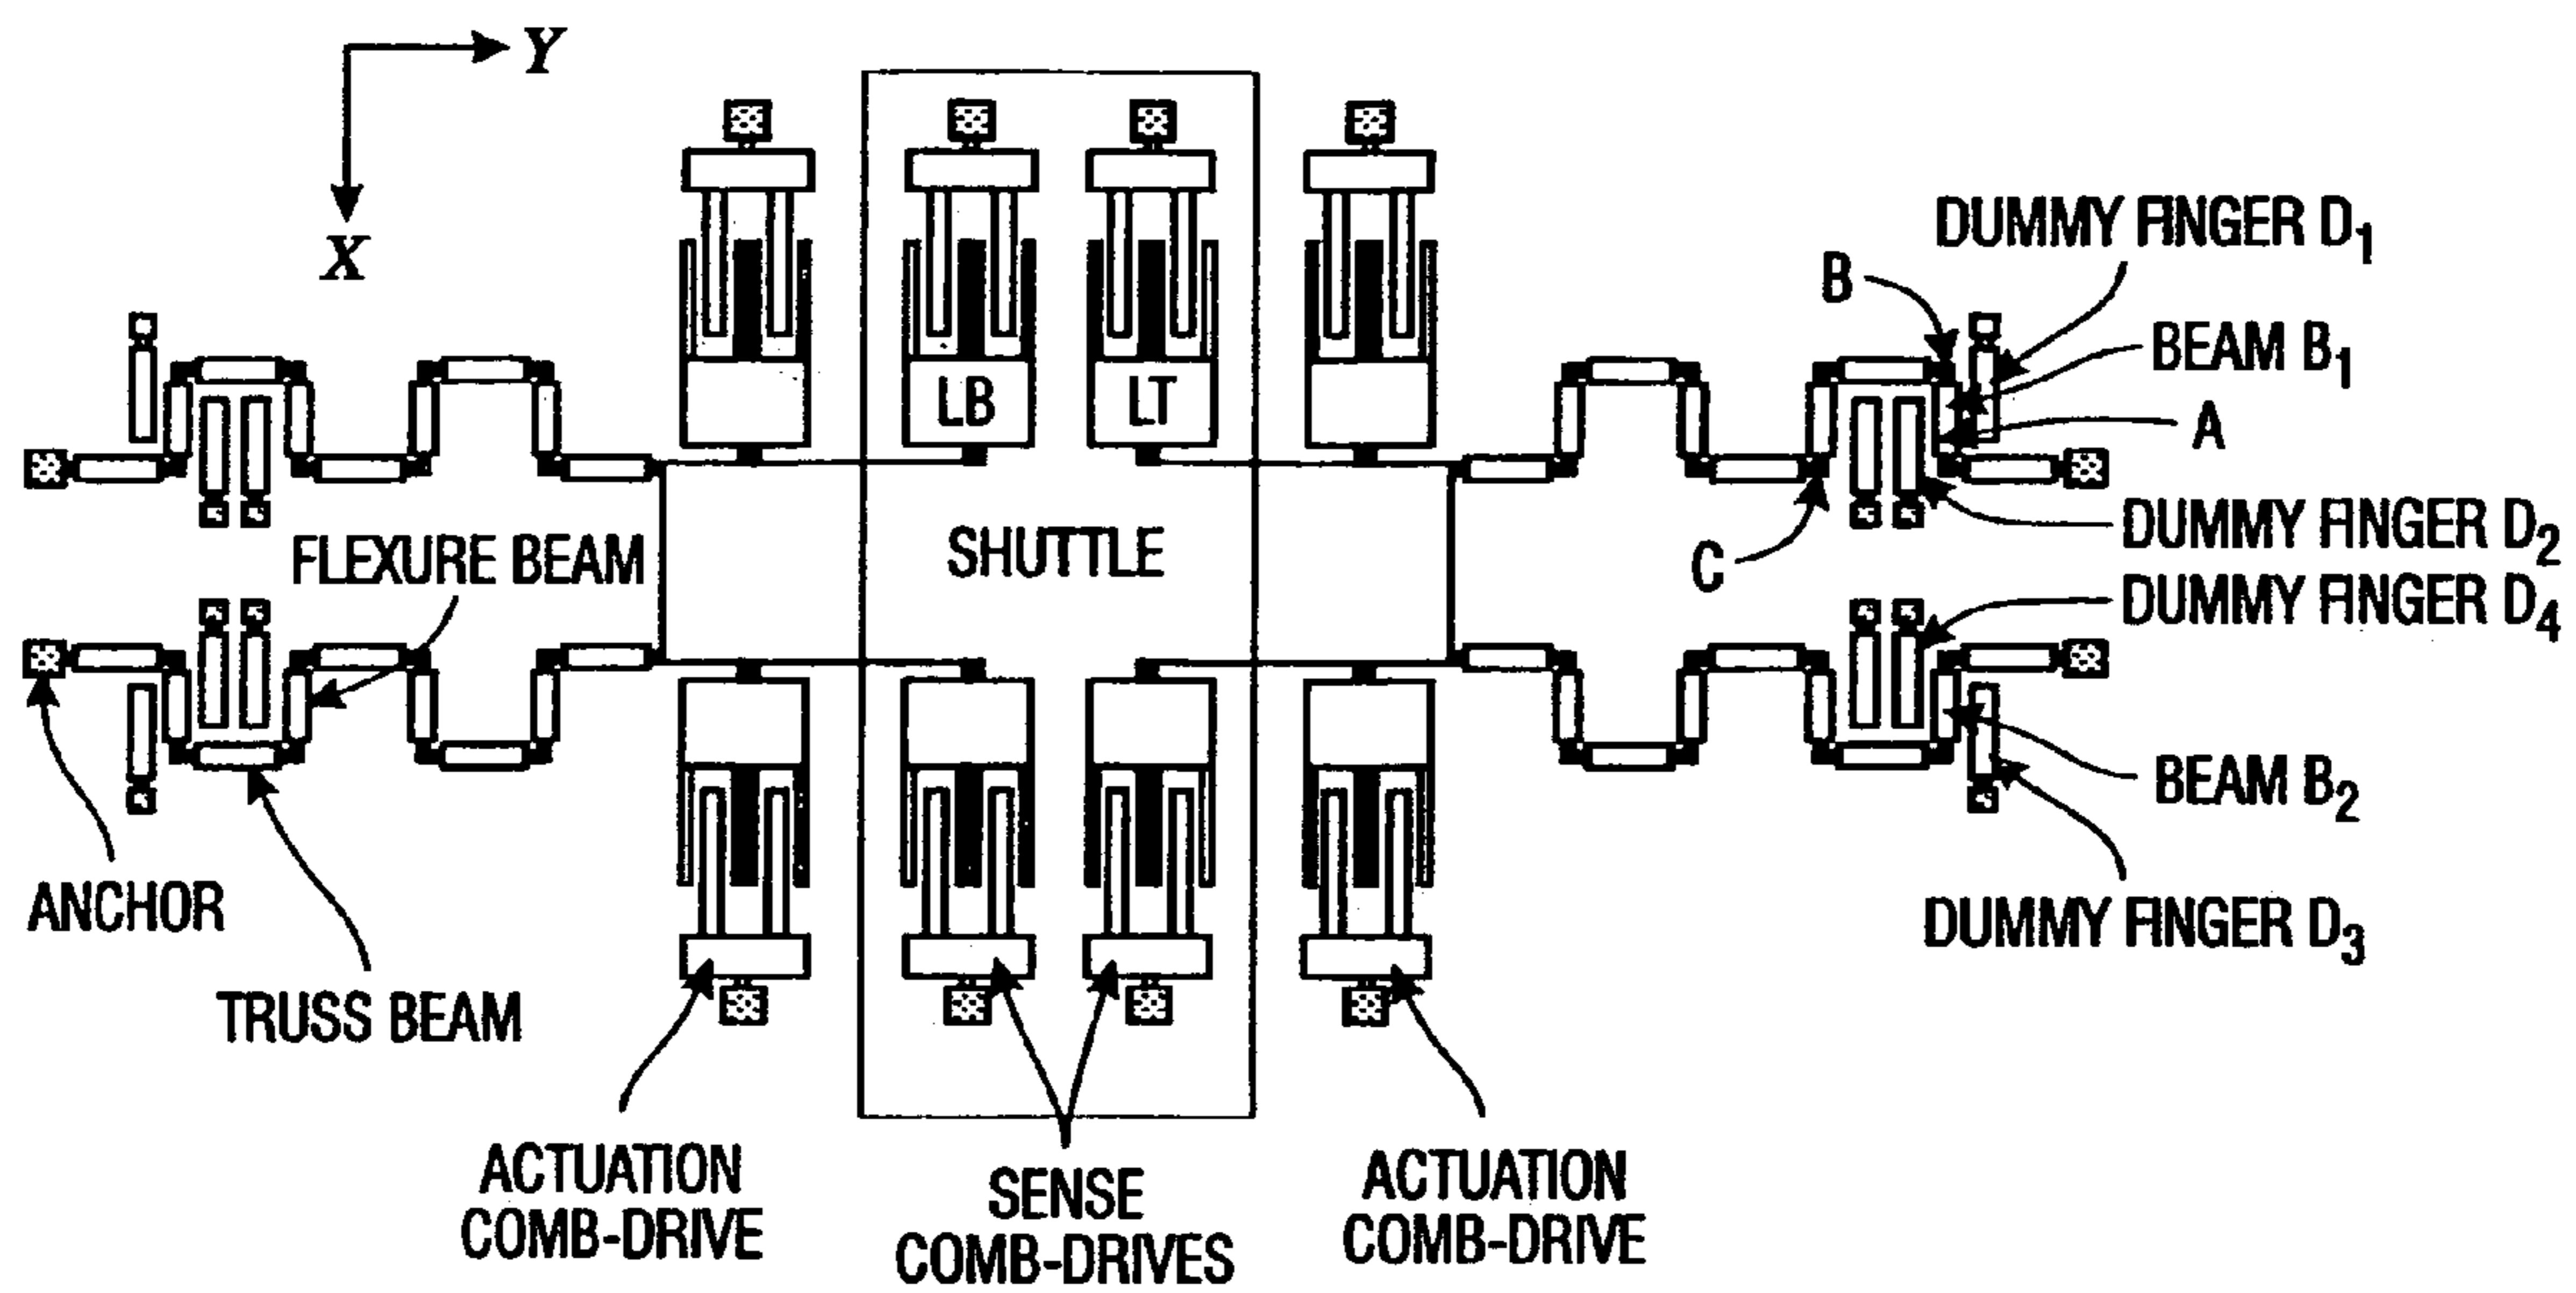 Y
X
DUMMY FINGER D1
B
BEAM B1
A
LB
LT
DUMMY FINGER D2
SHUTTLE
C
FLEXURE BEAM
DUMMY FINGER D4
BEAM B2
ANCHOR
DUMMY FINGER D3
TRUSS BEAM
ACTUATION
COMB-DRIVE
SENSE
COMB-DRIVES
ACTUATION
COMB-DRIVE